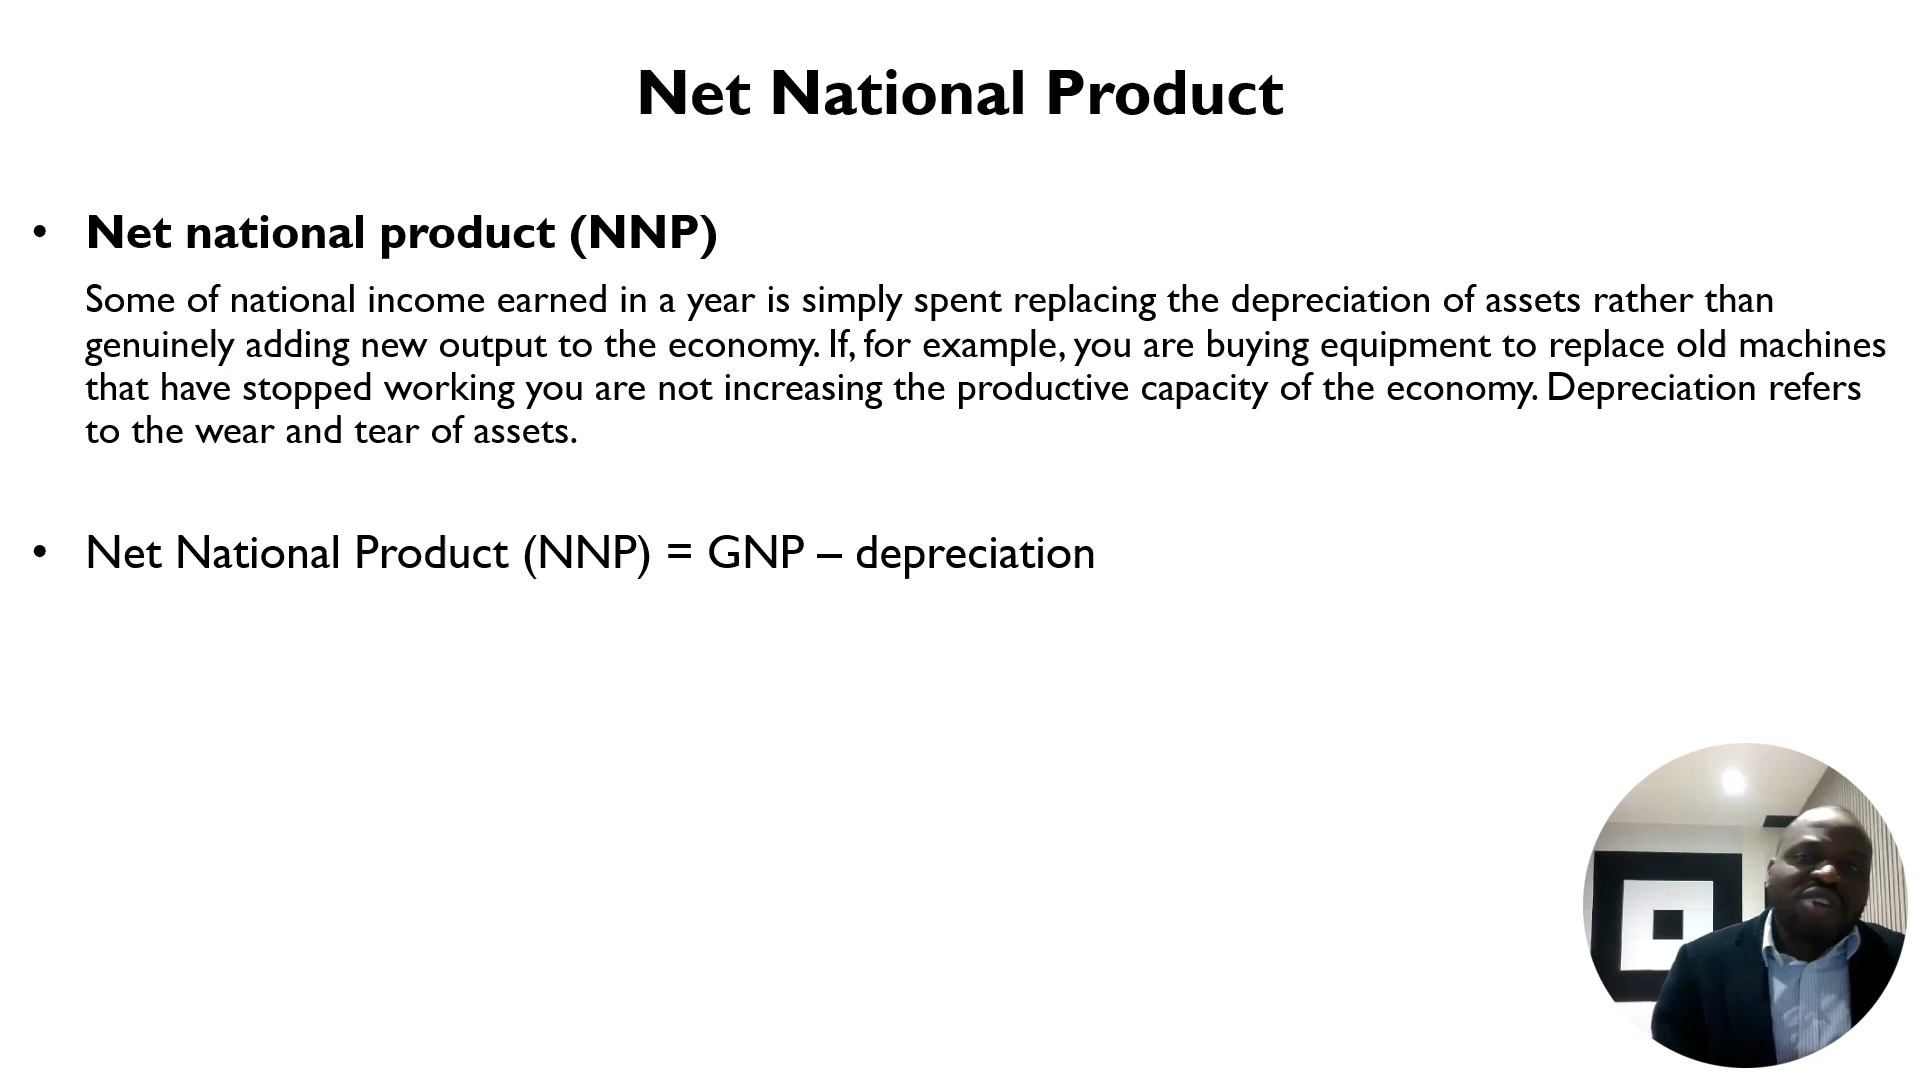 Net National Product
• Net national product (NNP)
Some of national income earned in a year is simply spent replacing the depreciation of assets rather than
genuinely adding new output to the economy. If, for example, you are buying equipment to replace old machines
that have stopped working you are not increasing the productive capacity of the economy. Depreciation refers
to the wear and tear of assets.
• Net National Product (NNP) = GNP – depreciation